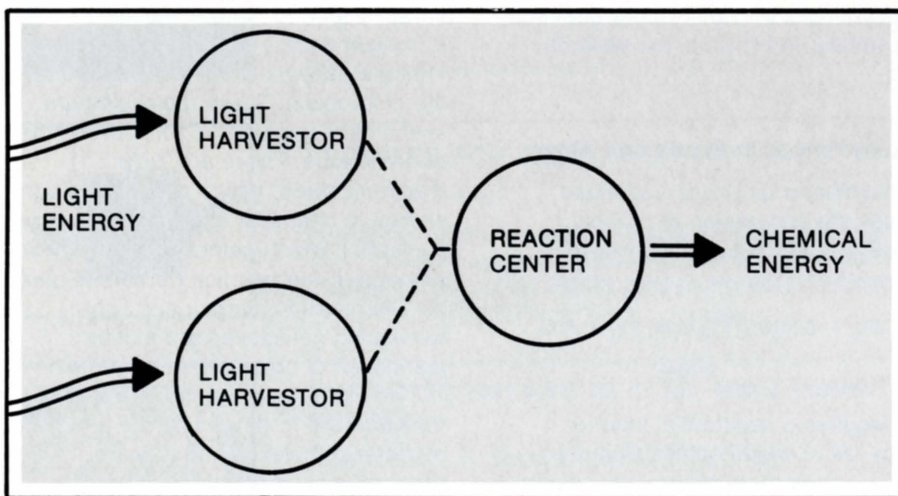 LIGHT
HARVESTOR
LIGHT
ENERGY
REACTION
CENTER
CHEMICAL
ENERGY
LIGHT
HARVESTOR